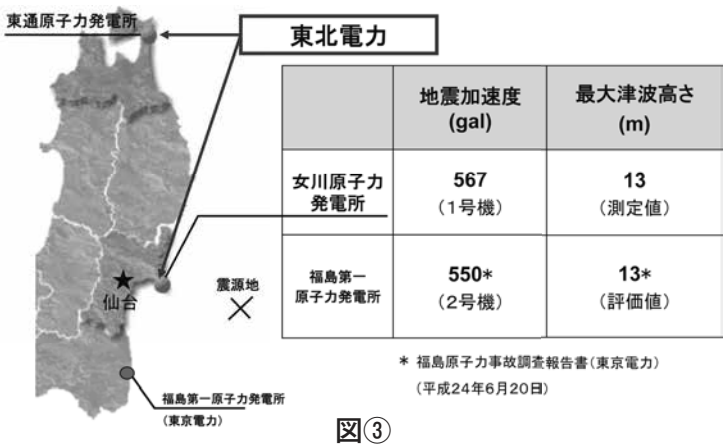 東通原子力発電所
東北電力
地震加速度
(gal)
最大津波高さ
(m)
女川原子力
発電所
567
(1号機)
13
(測定値)
福島第一
原子力発電所
550*
(2号機)
13*
(評価値)
仙台
震源地
* 福島原子力事故調査報告書(東京電力)
(平成24年6月20日)
福島第一原子力発電所
(東京電力)
図③